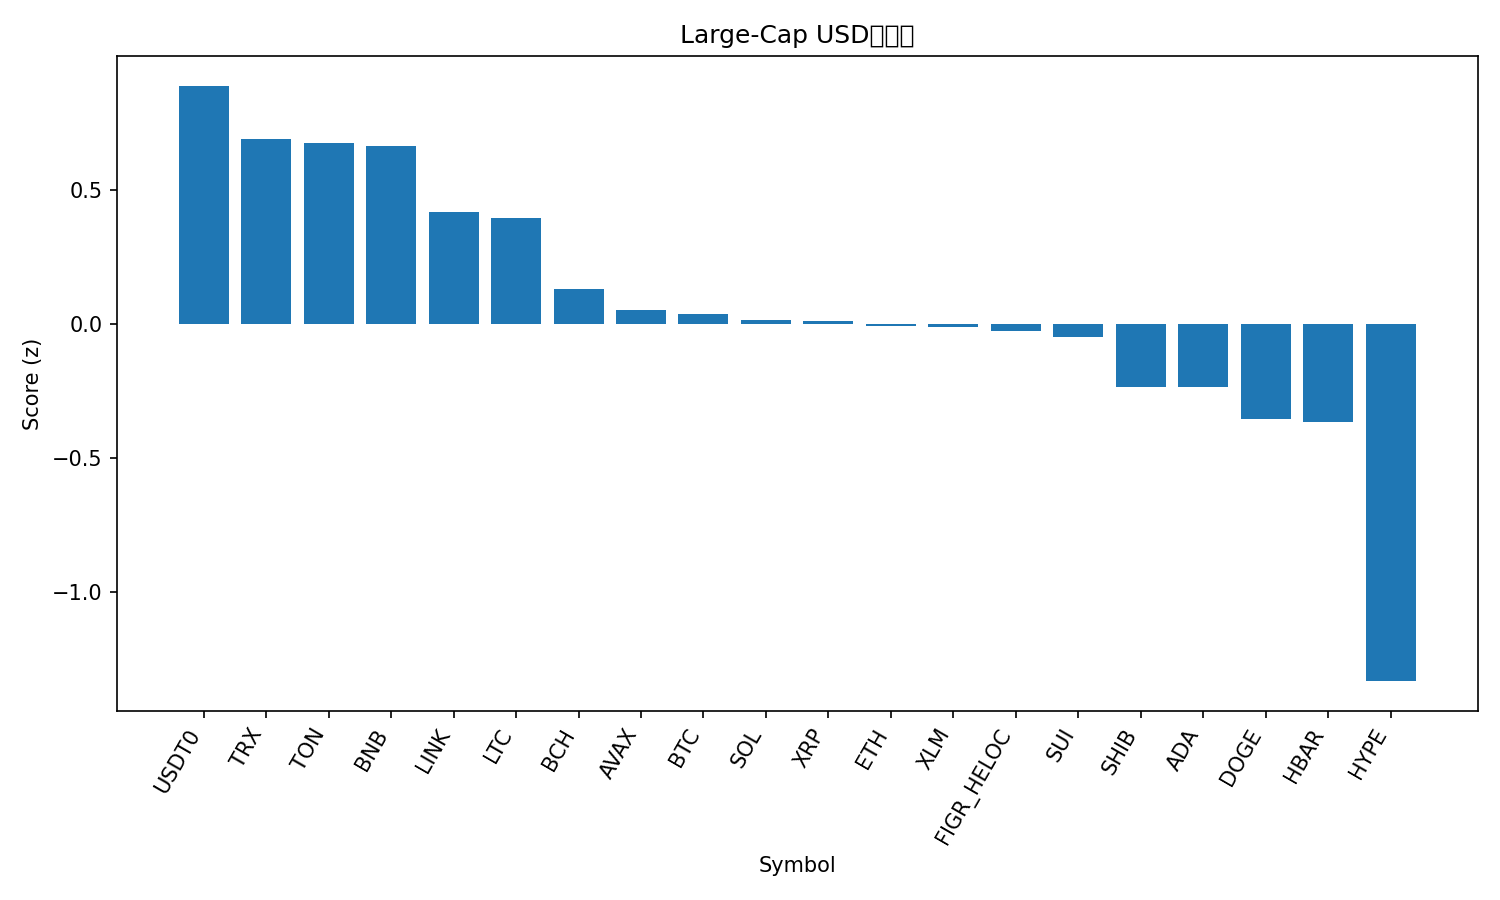 Large-Cap USD
Score (z)
0.5
0.0
−0.5
−1.0
USDT0
TRX
TON
BNB
LINK
LTC
BCH
AVAX
BTC
SOL
XRP
ETH
XLM
FIGR_HELOC
SUI
SHIB
ADA
DOGE
HBAR
HYPE
Symbol